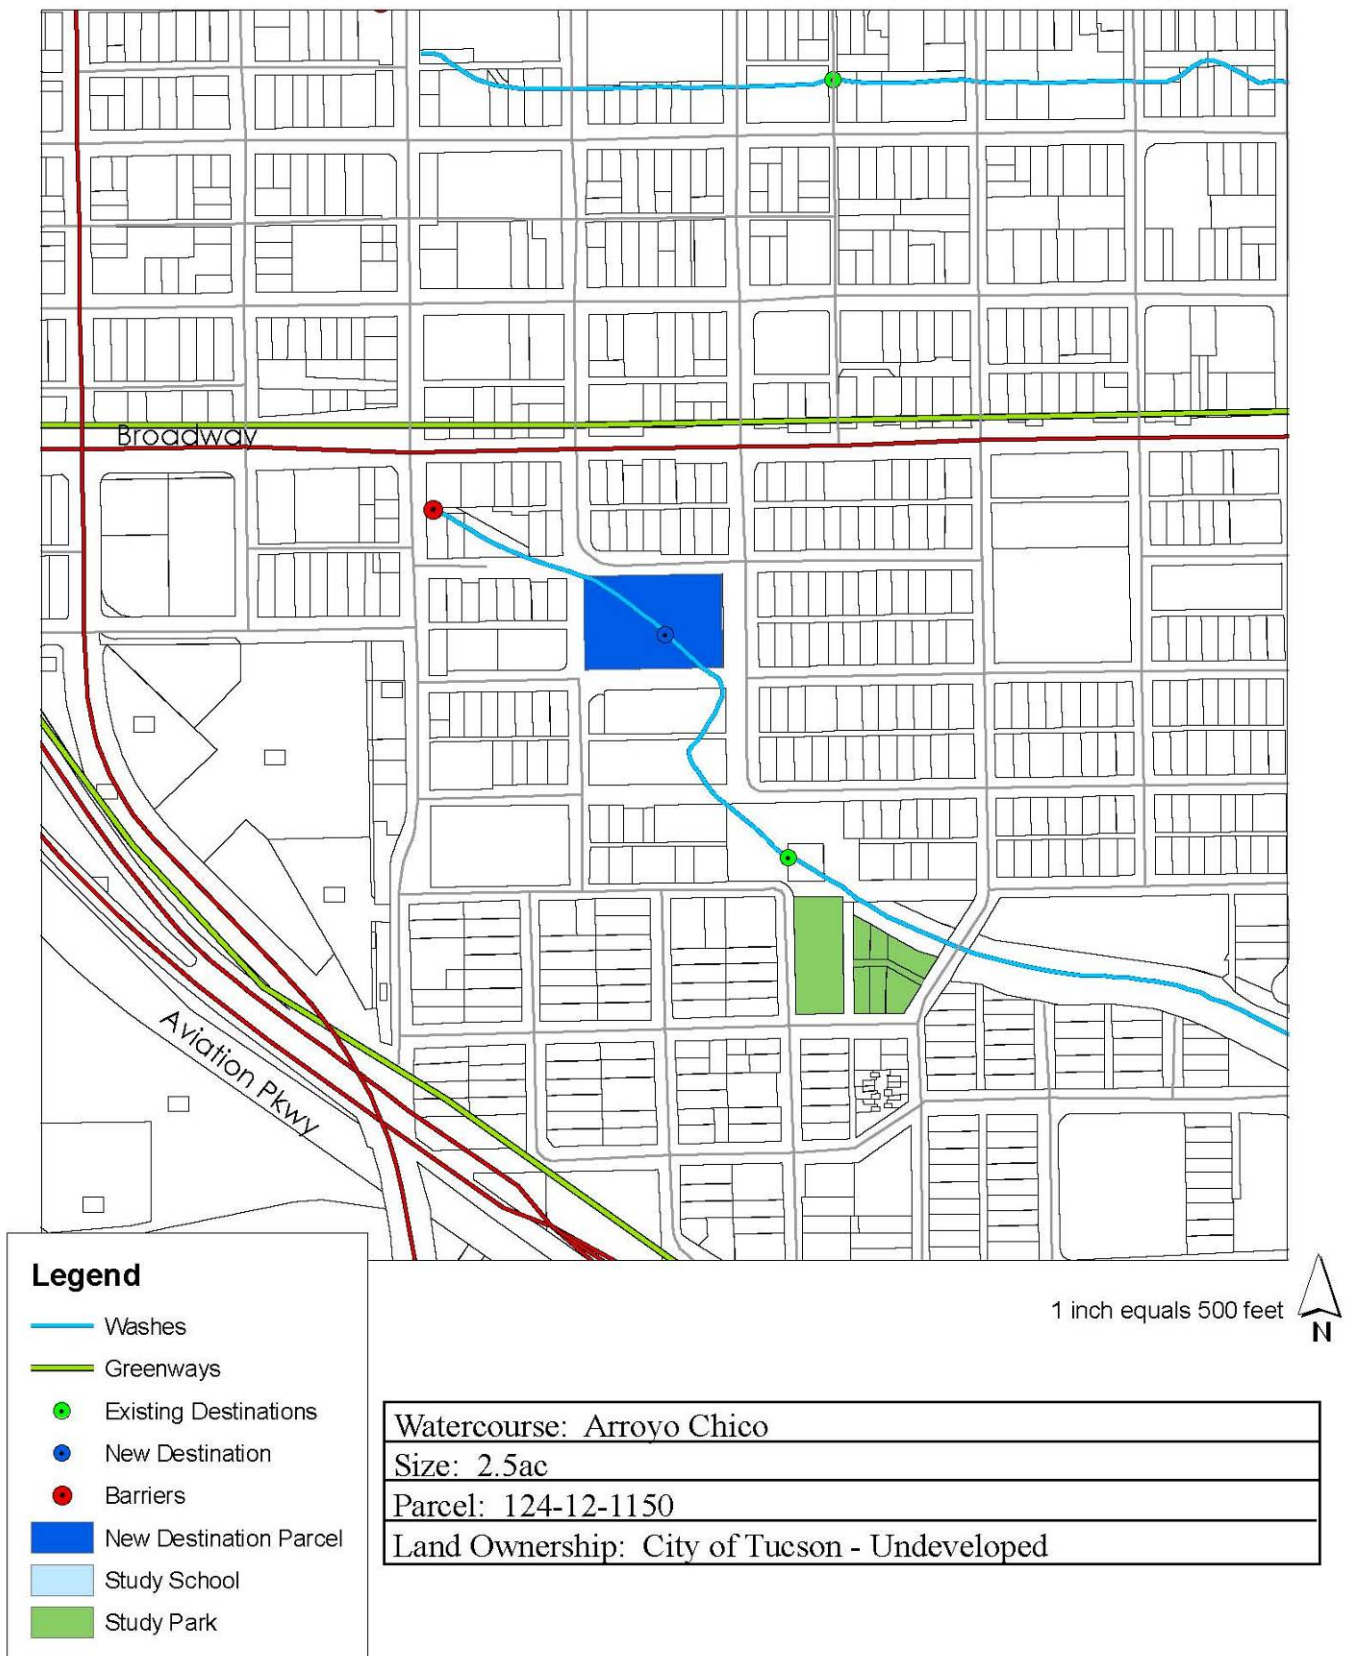 Broadway
Aviation Pkwy
Legend
Washes
Greenways
Existing Destinations
New Destination
Barriers
New Destination Parcel
Study School
Study Park
1 inch equals 500 feet
N
Watercourse: Arroyo Chico
Size: 2.5ac
Parcel: 124-12-1150
Land Ownership: City of Tucson - Undeveloped